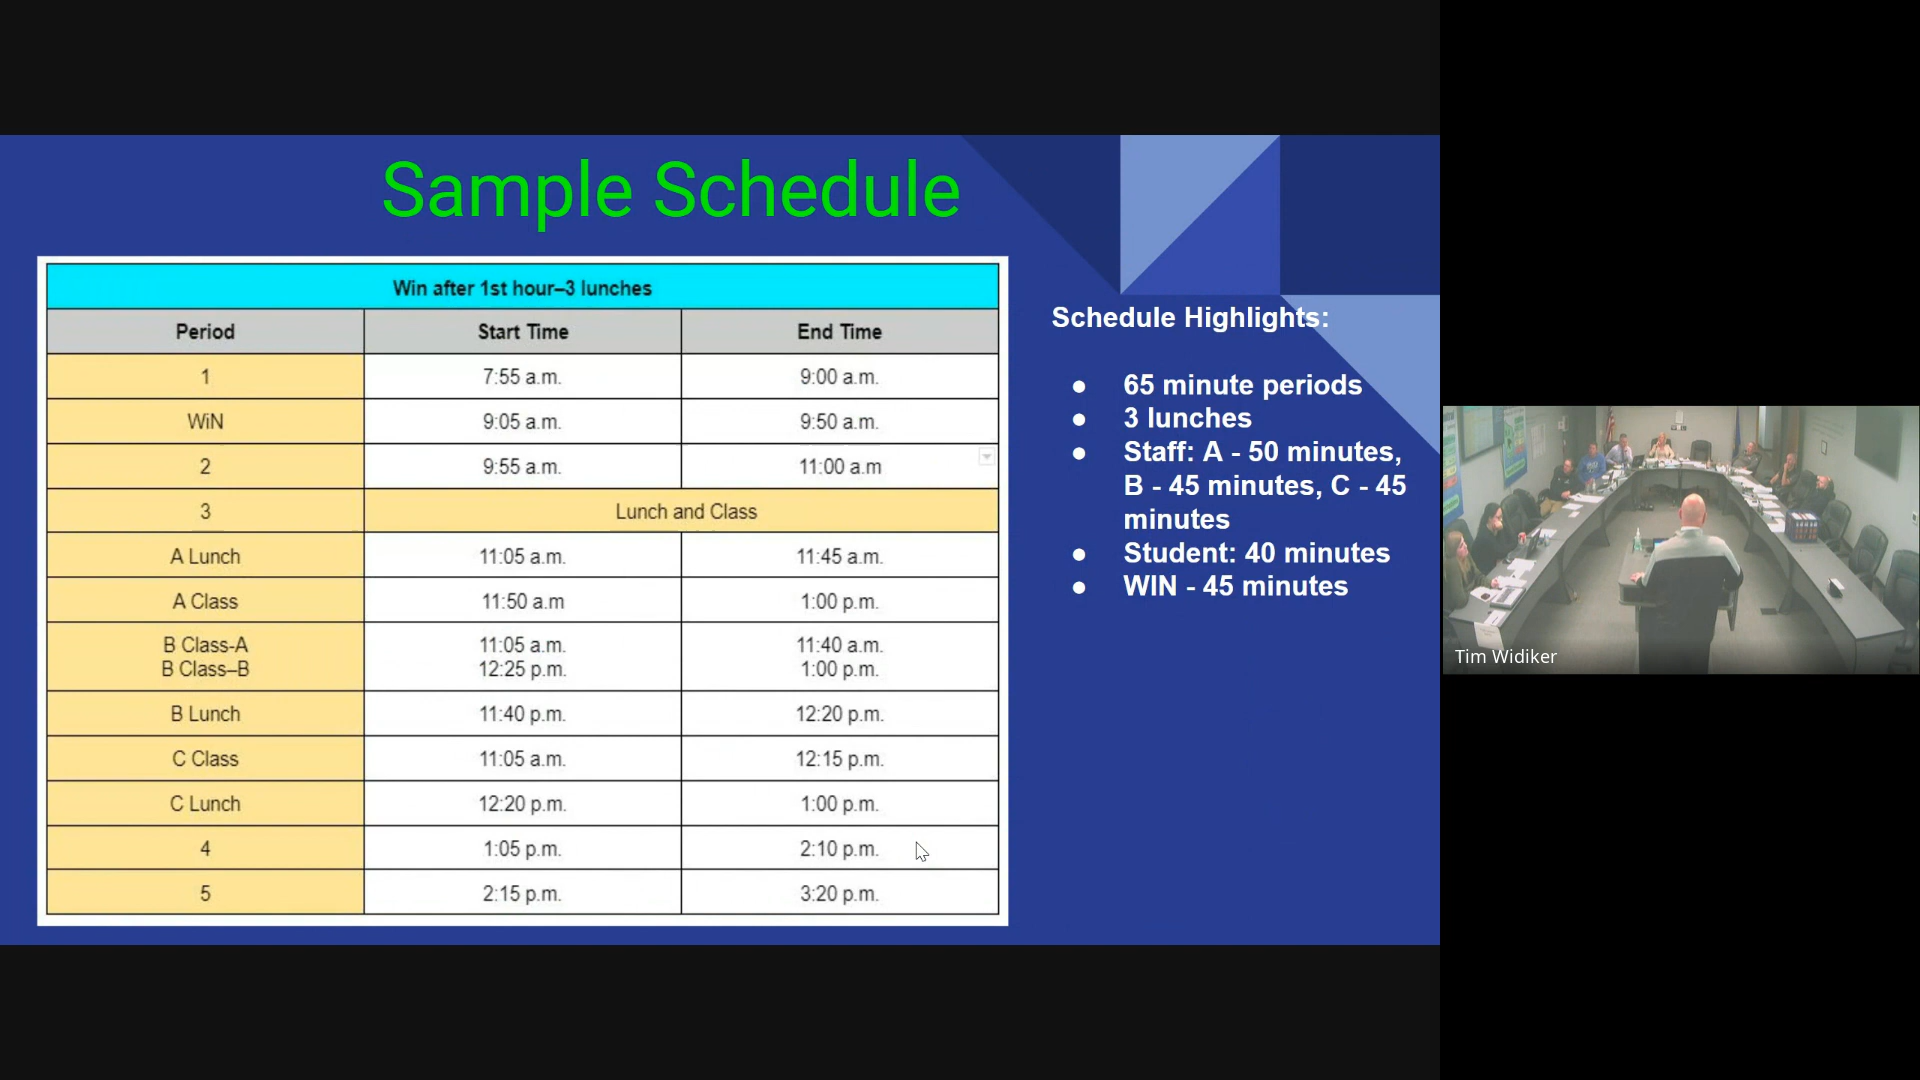 Sample Schedule
Win after 1st hour–3 lunches
Period Start Time End Time
1 7:55 a.m. 9:00 a.m.
WiN 9:05 a.m. 9:50 a.m.
2 9:55 a.m. 11:00 a.m
3 Lunch and Class
A Lunch 11:05 a.m. 11:45 a.m.
A Class 11:50 a.m 1:00 p.m.
B Class-A 11:05 a.m. 11:40 a.m.
B Class–B 12:25 p.m. 1:00 p.m.
B Lunch 11:40 p.m. 12:20 p.m.
C Class 11:05 a.m. 12:15 p.m.
C Lunch 12:20 p.m. 1:00 p.m.
4 1:05 p.m. 2:10 p.m.
5 2:15 p.m. 3:20 p.m.
Schedule Highlights:
● 65 minute periods
● 3 lunches
● Staff: A - 50 minutes,
B - 45 minutes, C - 45
minutes
● Student: 40 minutes
● WIN - 45 minutes
Tim Widiker